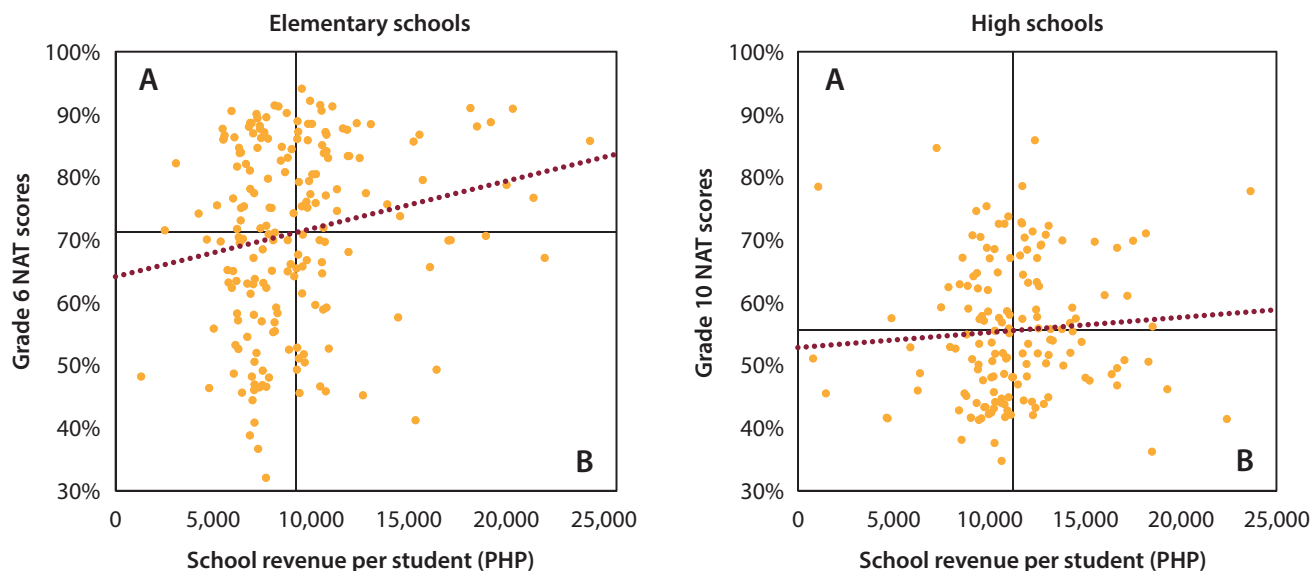 Elementary schools
100%
90%
80%
70%
60%
50%
40%
30%
Grade 6 NAT scores
A
B
0
5,000
10,000
15,000
20,000
25,000
School revenue per student (PHP)
High schools
100%
90%
80%
70%
60%
50%
40%
30%
Grade 10 NAT scores
A
B
0
5,000
10,000
15,000
20,000
25,000
School revenue per student (PHP)